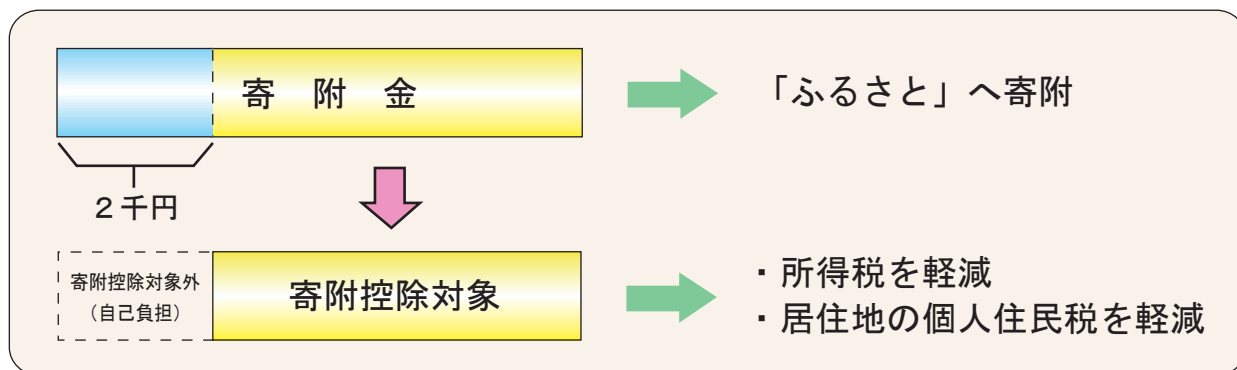 寄　附　金
「ふるさと」へ寄附
２千円
寄附控除対象外
（自己負担）
寄附控除対象
・所得税を軽減
・居住地の個人住民税を軽減